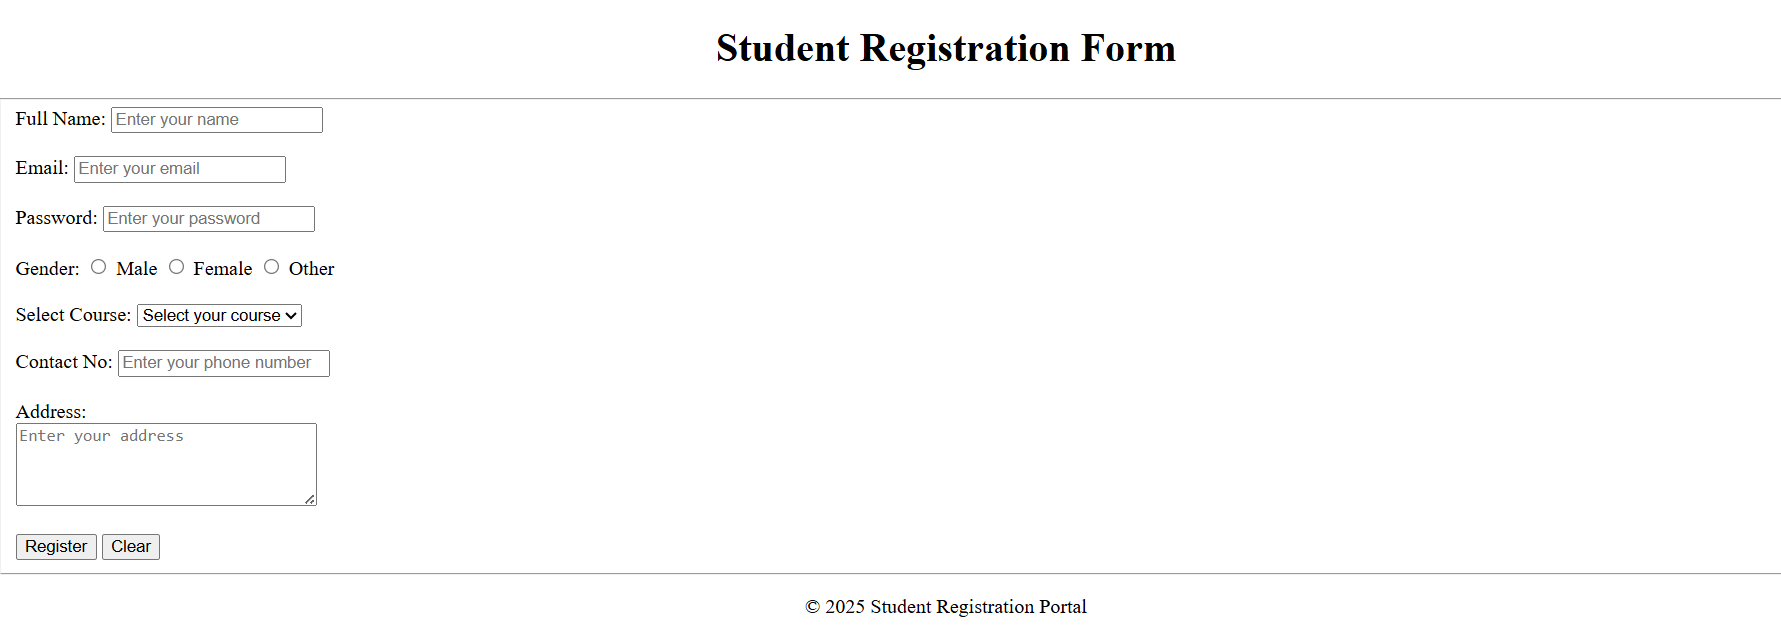 Student Registration Form
Full Name: Enter your name
Email: Enter your email
Password: Enter your password
Gender: Male Female Other
Select Course: Select your course
Contact No: Enter your phone number
Address:
Enter your address
Register Clear
© 2025 Student Registration Portal